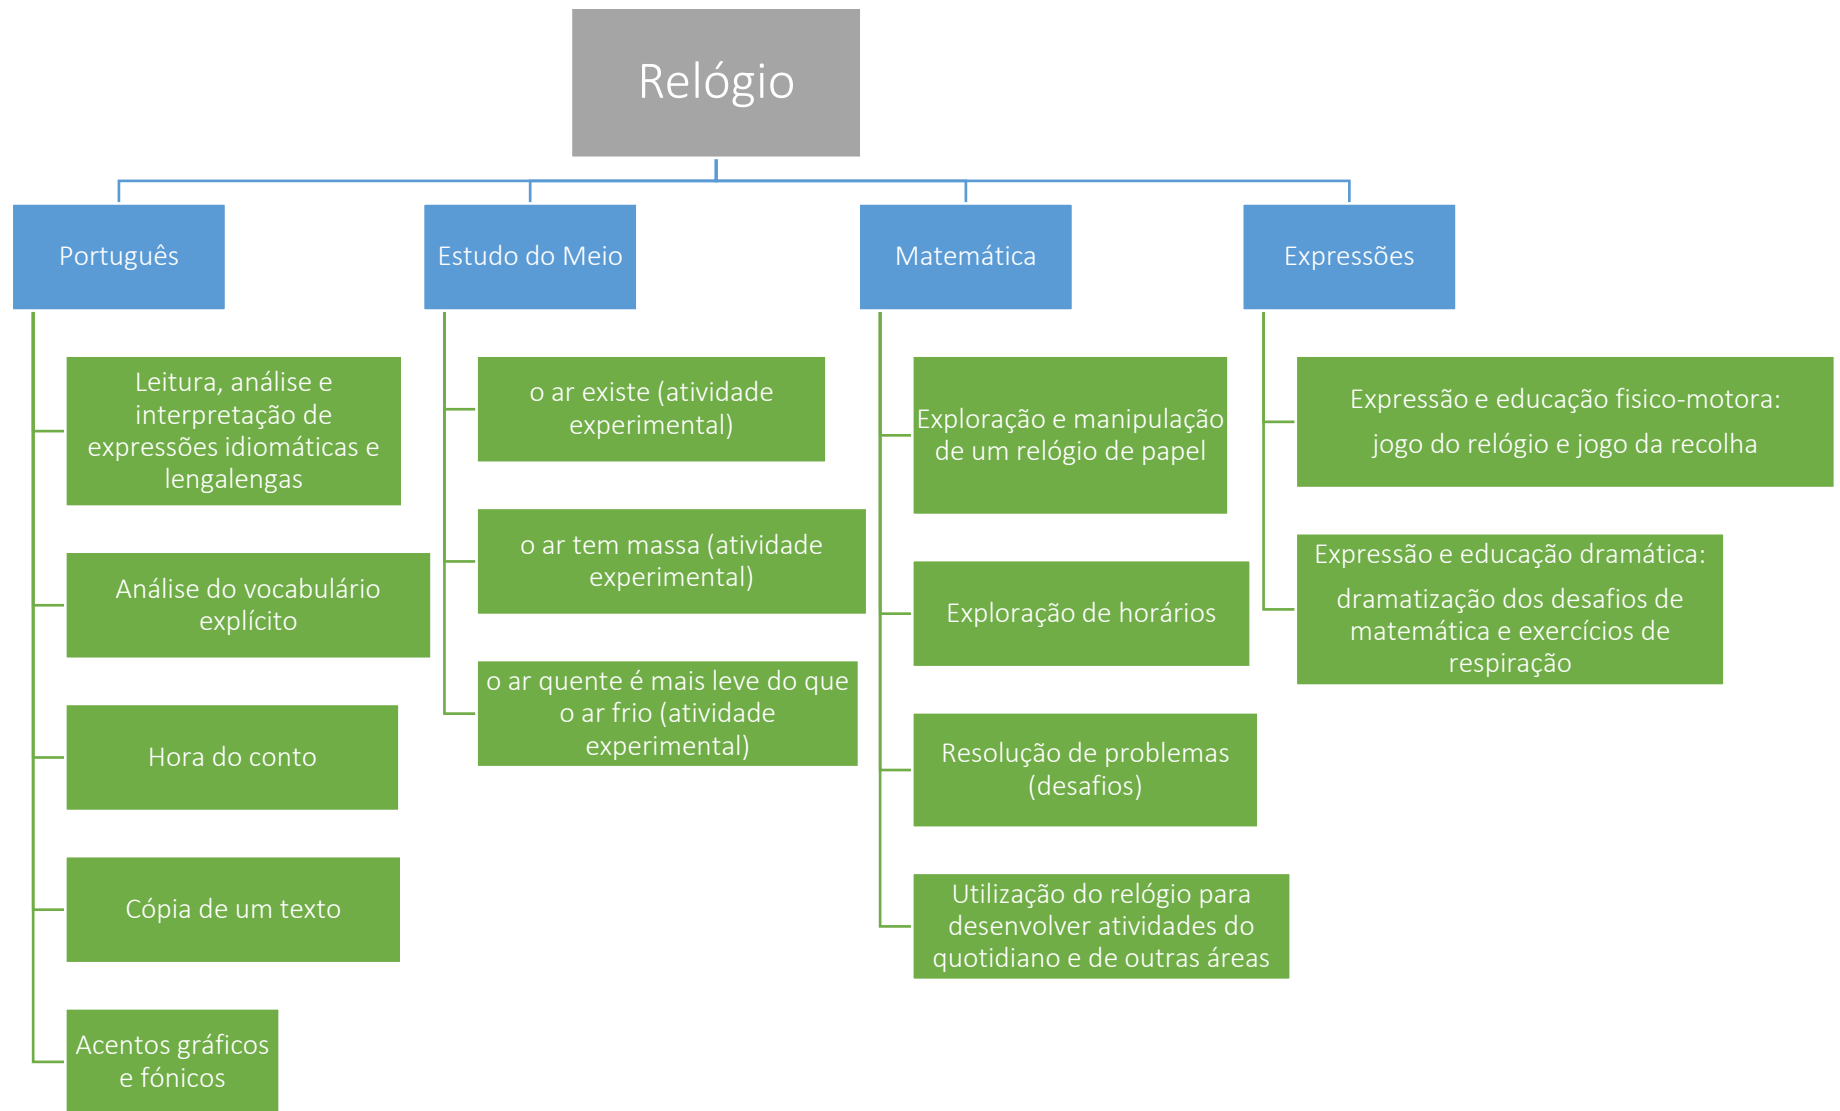 Relógio
Português
Estudo do Meio
Matemática
Expressões
Leitura, análise e
interpretação de
expressões idiomáticas e
lengalengas
Análise do vocabulário
explícito
Hora do conto
Cópia de um texto
Acentos gráficos
e fónicos
o ar existe (atividade
experimental)
o ar tem massa (atividade
experimental)
o ar quente é mais leve do que
o ar frio (atividade
experimental)
Exploração e manipulação
de um relógio de papel
Exploração de horários
Resolução de problemas
(desafios)
Utilização do relógio para
desenvolver atividades do
quotidiano e de outras áreas
Expressão e educação fisico-motora:
jogo do relógio e jogo da recolha
Expressão e educação dramática:
dramatização dos desafios de
matemática e exercícios de
respiração